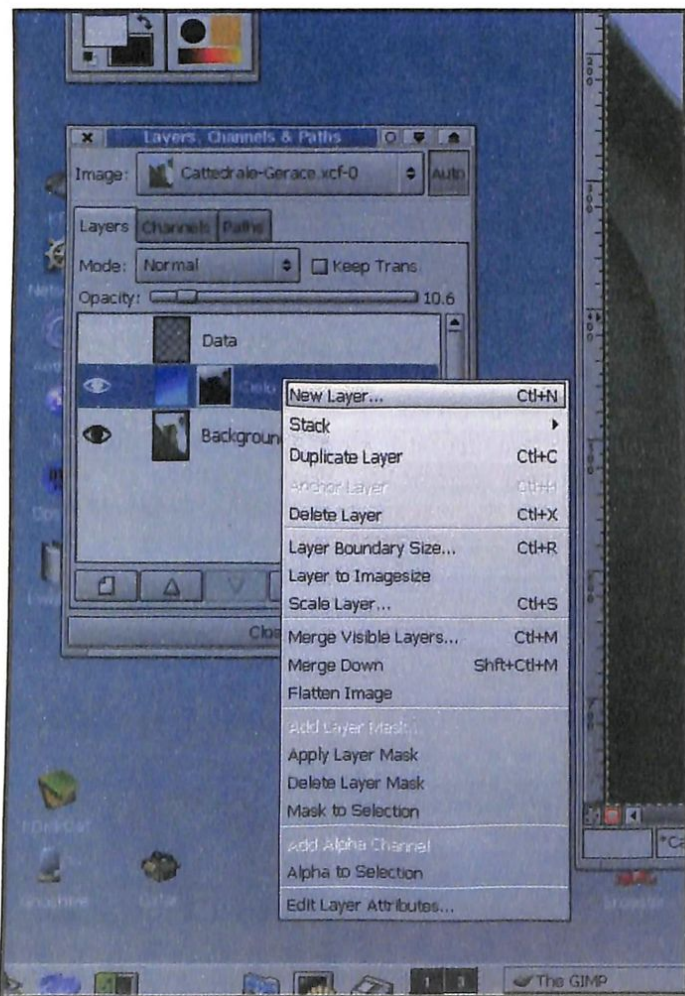 Layers, Channels & Paths
Image: Cattedrale-Gerace.xcf-0 Auto
Layers Channels Paths
Mode: Normal Keep Trans
Opacity: 10.6
Data
Cielo
Background
New Layer... Ctl+N
Stack
Duplicate Layer Ctl+C
Anchor Layer Ctl+H
Delete Layer Ctl+X
Layer Boundary Size... Ctl+R
Layer to Imagesize
Scale Layer... Ctl+S
Clos
Merge Visible Layers... Ctl+M
Merge Down Shft+Ctl+M
Flatten Image
Add Layer Mask...
Apply Layer Mask
Delete Layer Mask
Mask to Selection
Add Alpha Channel
Alpha to Selection
Edit Layer Attributes...
*Ca
The GIMP